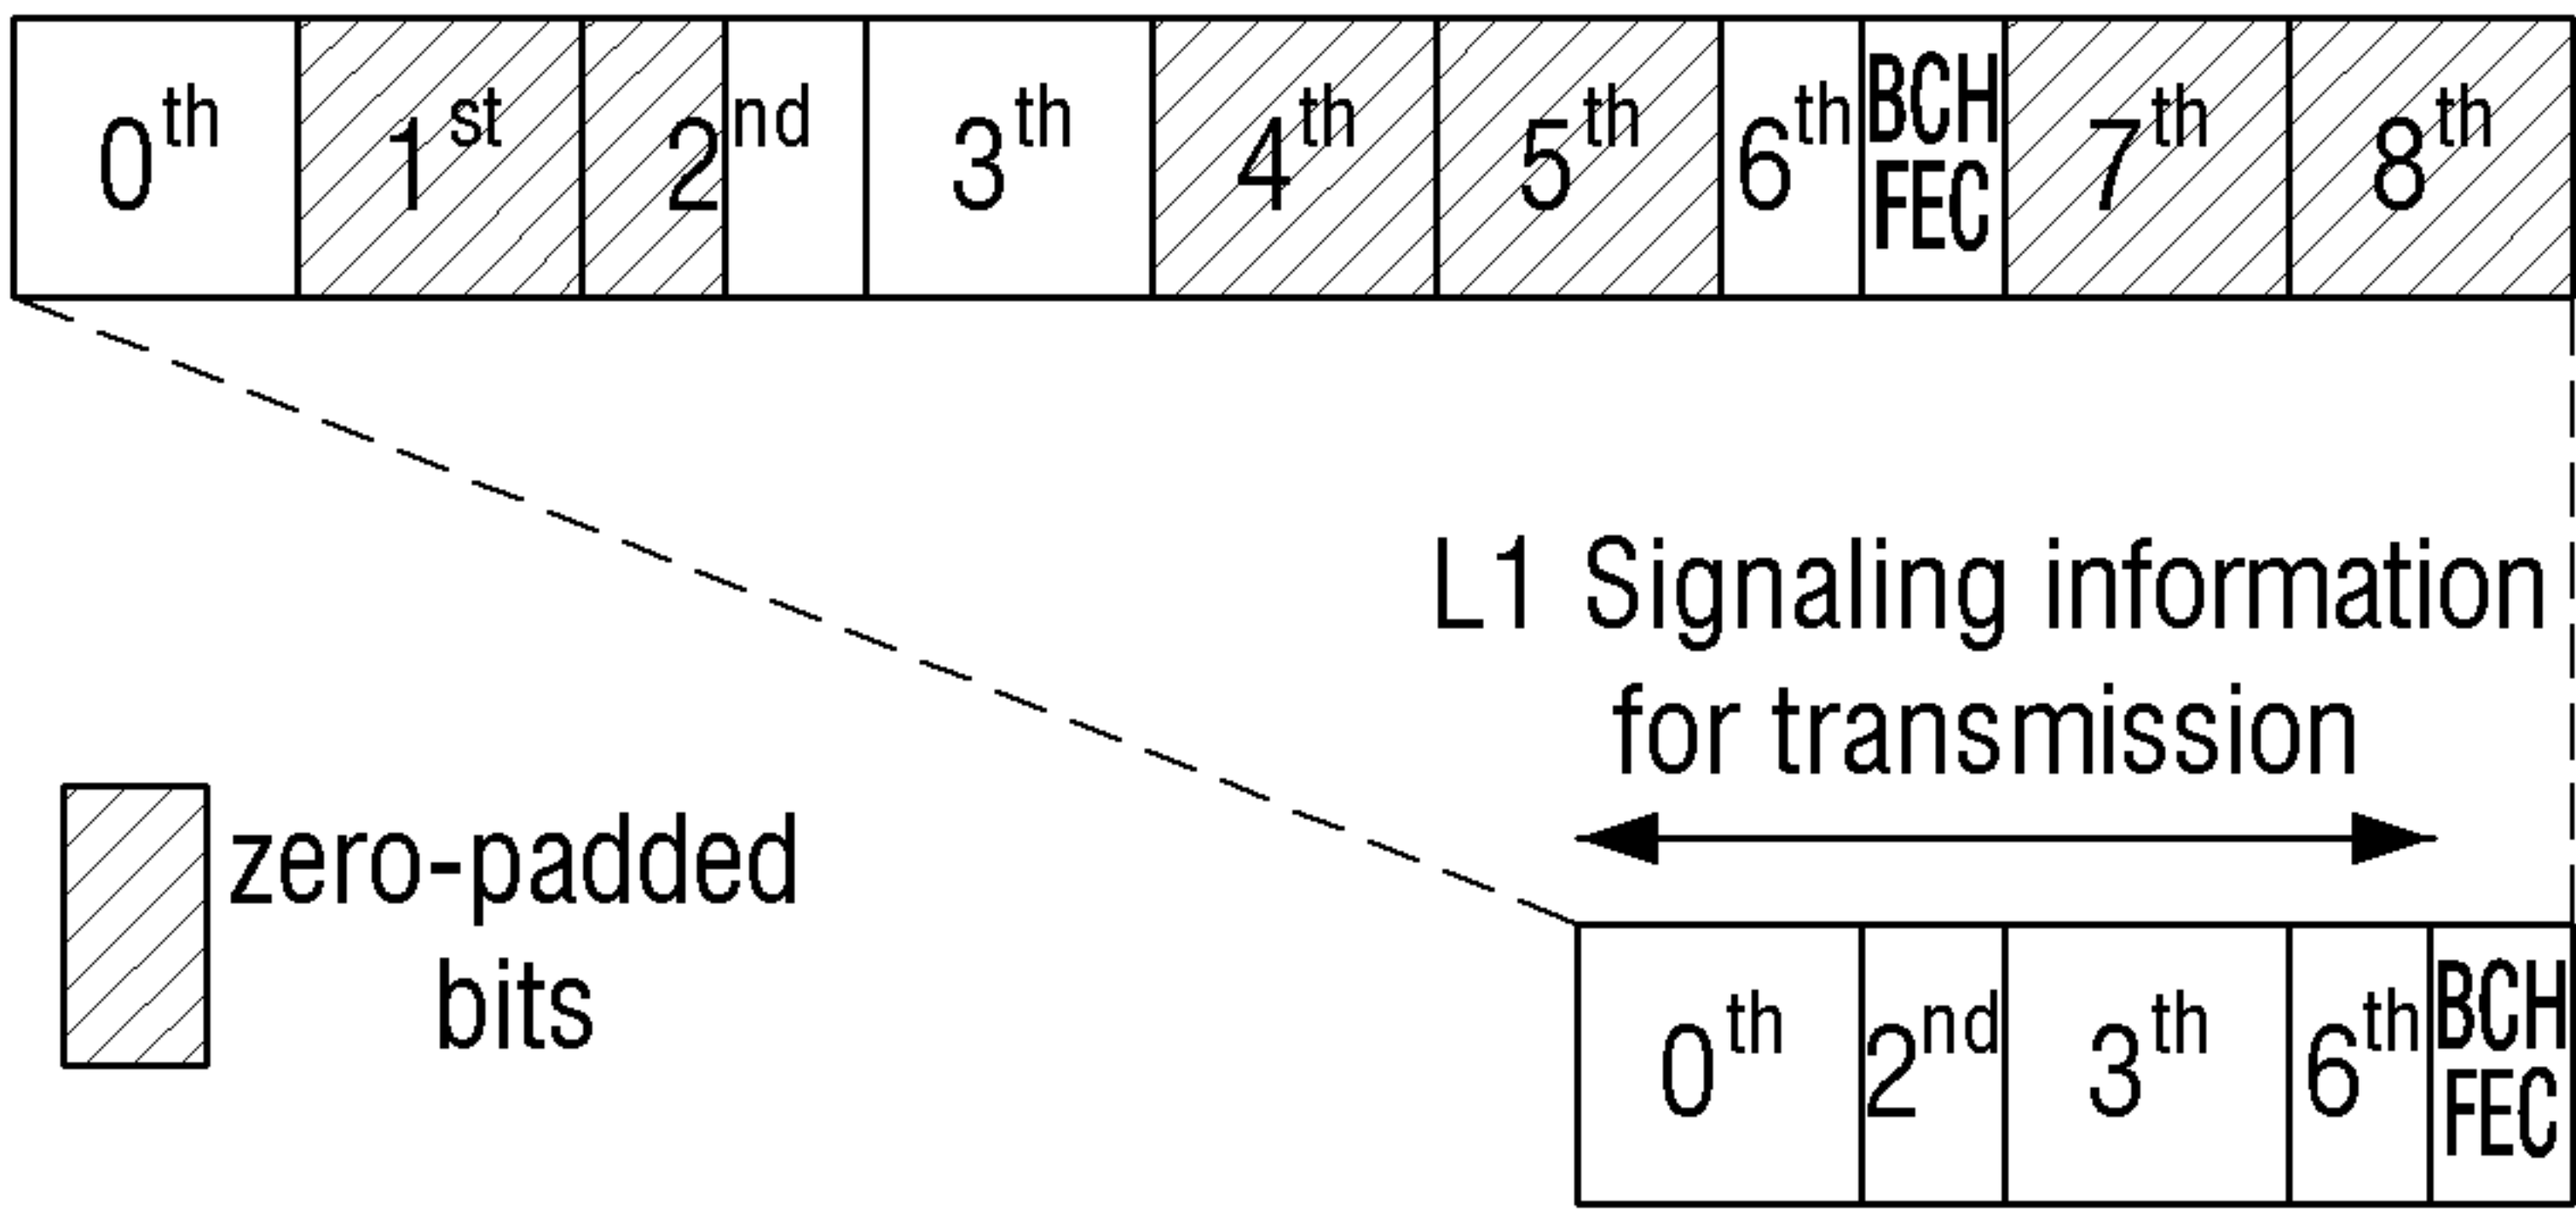 0th 1st 2nd 3th 4th 5th 6th BCH FEC 7th 8th
L1 Signaling information
for transmission
zero-padded
bits
0th 2nd 3th 6th BCH FEC